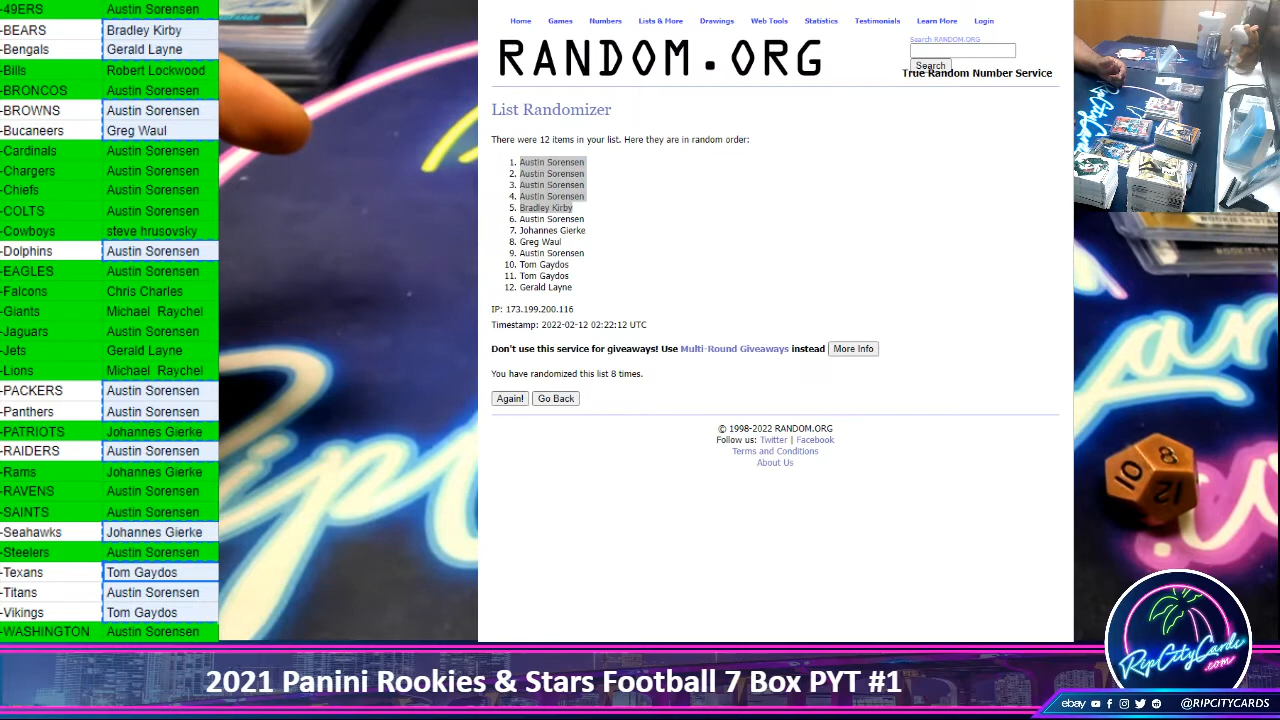 -49ERS Austin Sorensen
-BEARS Bradley Kirby
-Bengals Gerald Layne
-Bills Robert Lockwood
-BRONCOS Austin Sorensen
-BROWNS Austin Sorensen
-Bucaneers Greg Waul
-Cardinals Austin Sorensen
-Chargers Austin Sorensen
-Chiefs Austin Sorensen
-COLTS Austin Sorensen
-Cowboys steve hrusovsky
-Dolphins Austin Sorensen
-EAGLES Austin Sorensen
-Falcons Chris Charles
-Giants Michael Raychel
-Jaguars Austin Sorensen
-Jets Gerald Layne
-Lions Michael Raychel
-PACKERS Austin Sorensen
-Panthers Austin Sorensen
-PATRIOTS Johannes Gierke
-RAIDERS Austin Sorensen
-Rams Johannes Gierke
-RAVENS Austin Sorensen
-SAINTS Austin Sorensen
-Seahawks Johannes Gierke
-Steelers Austin Sorensen
-Texans Tom Gaydos
-Titans Austin Sorensen
-Vikings Tom Gaydos
-WASHINGTON Austin Sorensen
Home Games Numbers Lists & More Drawings Web Tools Statistics Testimonials Learn More Login
RANDOM.ORG
Search RANDOM.ORG
Search
True Random Number Service
List Randomizer
There were 12 items in your list. Here they are in random order:
1. Austin Sorensen
2. Austin Sorensen
3. Austin Sorensen
4. Austin Sorensen
5. Bradley Kirby
6. Austin Sorensen
7. Johannes Gierke
8. Greg Waul
9. Austin Sorensen
10. Tom Gaydos
11. Tom Gaydos
12. Gerald Layne
IP: 173.199.200.116
Timestamp: 2022-02-12 02:22:12 UTC
Don't use this service for giveaways! Use Multi-Round Giveaways instead More Info
You have randomized this list 8 times.
Again! Go Back
© 1998-2022 RANDOM.ORG
Follow us: Twitter | Facebook
Terms and Conditions
About Us
10 8 12
RipCityCards
.com
2021 Panini Rookies & Stars Football 7 Box PYT #1
ebay @RIPCITYCARDS